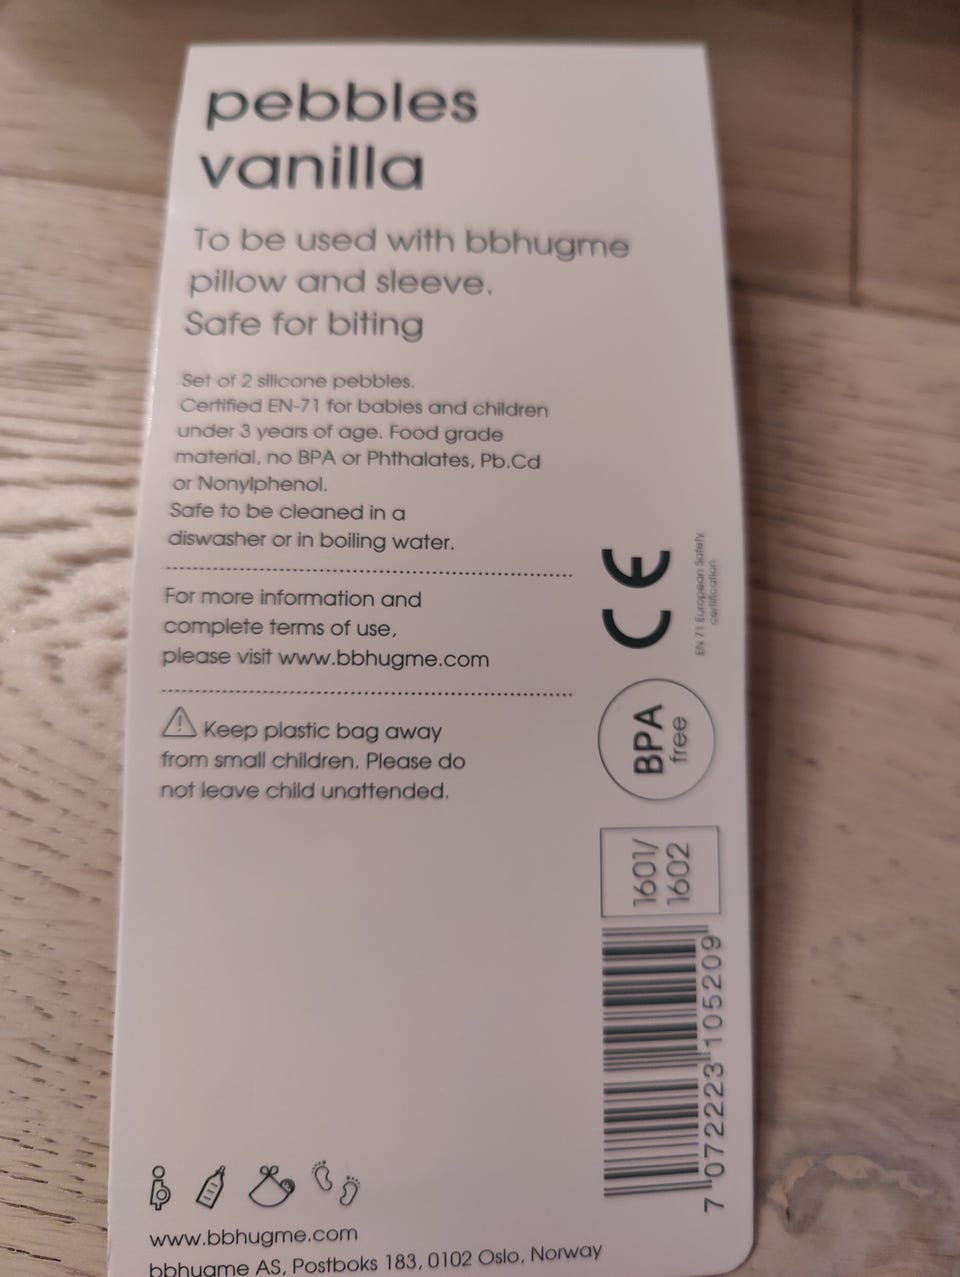 pebbles
vanilla
To be used with bbhugme
pillow and sleeve.
Safe for biting
Set of 2 silicone pebbles.
Certified EN-71 for babies and children
under 3 years of age. Food grade
material, no BPA or Phthalates, Pb.Cd
or Nonylphenol.
Safe to be cleaned in a
diswasher or in boiling water.
For more information and
complete terms of use,
please visit www.bbhugme.com
Keep plastic bag away
from small children. Please do
not leave child unattended.
CE
EN 71 European Safety
certification
BPA
free
1601/
1602
7 072223 105209
www.bbhugme.com
bbhugme AS, Postboks 183, 0102 Oslo, Norway